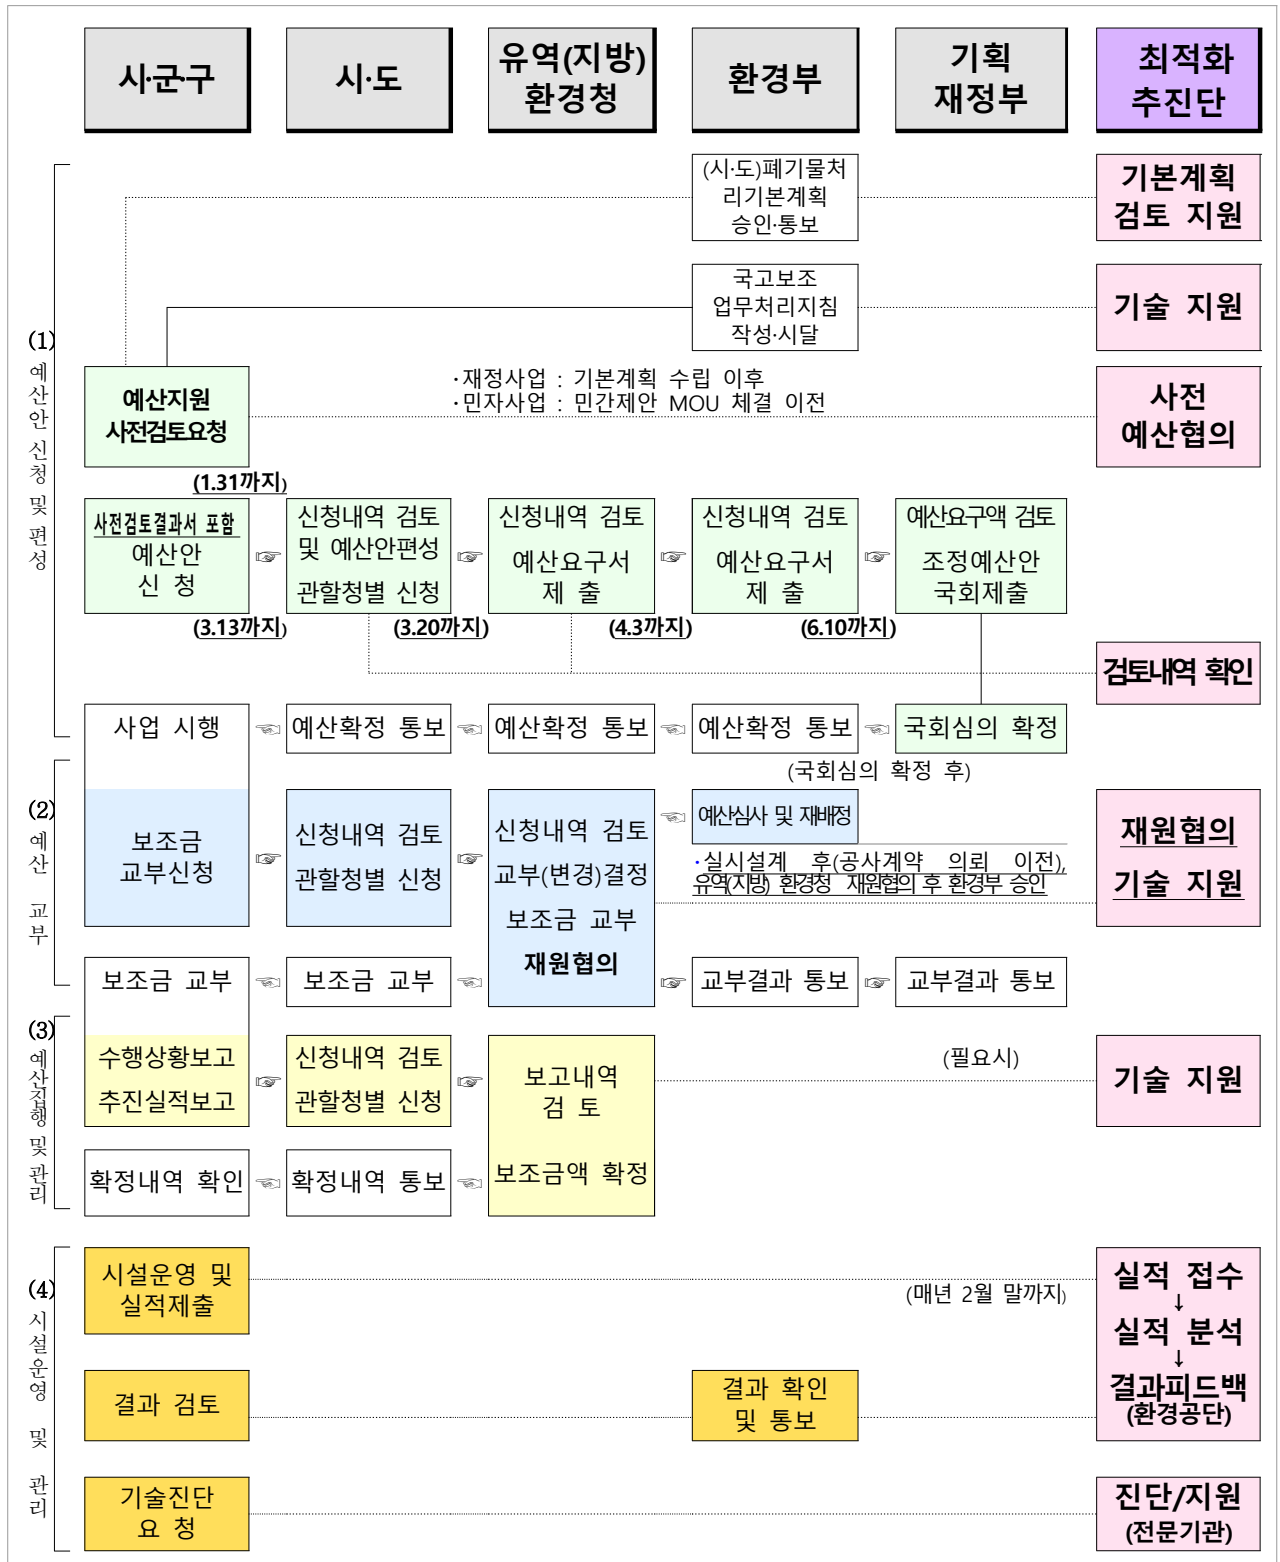 시·군·구
시·도
유역(지방)
환경청
환경부
기획
재정부
최적화
추진단
(1)
예산안 신청 및 편성
(시·도)폐기물처
리기본계획
승인·통보
기본계획
검토 지원
국고보조
업무처리지침
작성·시달
기술 지원
예산지원
사전검토요청
·재정사업 : 기본계획 수립 이후
·민자사업 : 민간제안 MOU 체결 이전
사전
예산협의
(1.31까지)
사전검토결과서 포함
예산안
신 청
☞
신청내역 검토
및 예산안편성
관할청별 신청
☞
신청내역 검토
예산요구서
제 출
☞
신청내역 검토
예산요구서
제 출
☞
예산요구액 검토
조정예산안
국회제출
(3.13까지)
(3.20까지)
(4.3까지)
(6.10까지)
검토내역 확인
사업 시행
☜
예산확정 통보
☜
예산확정 통보
☜
예산확정 통보
☜
국회심의 확정
(국회심의 확정 후)
(2)
예산 교부
보조금
교부신청
☞
신청내역 검토
관할청별 신청
☞
신청내역 검토
교부(변경)결정
보조금 교부
재원협의
☜
예산심사 및 재배정
·실시설계 후(공사계약 의뢰 이전),
유역(지방) 환경청 재원협의 후 환경부 승인
재원협의
기술 지원
보조금 교부
☜
보조금 교부
☜
☞
교부결과 통보
☞
교부결과 통보
(3)
예산집행 및 관리
수행상황보고
추진실적보고
☞
신청내역 검토
관할청별 신청
☞
보고내역
검 토
보조금액 확정
(필요시)
기술 지원
확정내역 확인
☜
확정내역 통보
☜
(4)
시설운영 및 관리
시설운영 및
실적제출
(매년 2월 말까지)
실적 접수
↓
실적 분석
↓
결과피드백
(환경공단)
결과 검토
결과 확인
및 통보
기술진단
요 청
진단/지원
(전문기관)